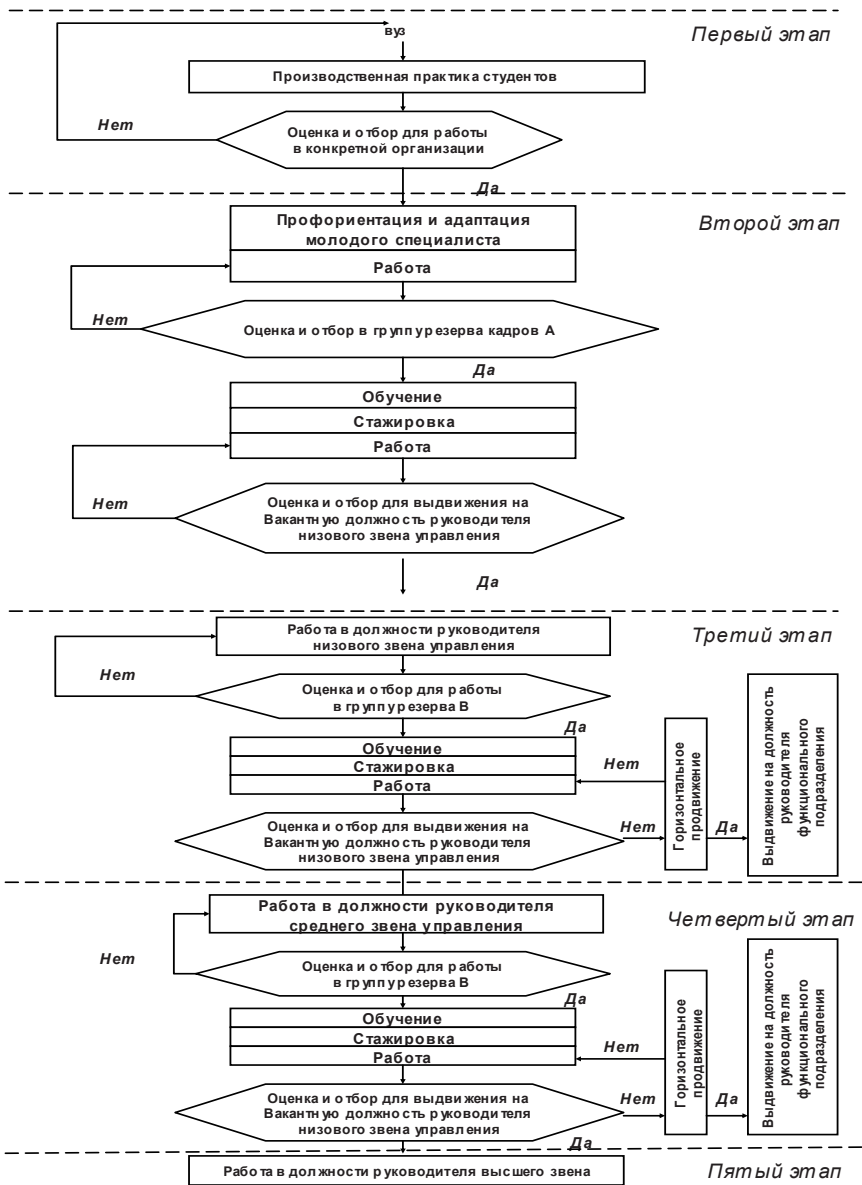 вуз
Первый этап
Производственная практика студентов
Нет
Оценка и отбор для работы
в конкретной организации
Да
Профориентация и адаптация
молодого специалиста
Второй этап
Работа
Нет
Оценка и отбор в группу резерва кадров А
Да
Обучение
Стажировка
Работа
Нет
Оценка и отбор для выдвижения на
Вакантную должность руководителя
низового звена управления
Да
Третий этап
Работа в должности руководителя
низового звена управления
Нет
Оценка и отбор для работы
в группу резерва В
Да
Обучение
Стажировка
Работа
Нет
Оценка и отбор для выдвижения на
Вакантную должность руководителя
низового звена управления
Нет
Горизонтальное
продвижение
Да
Выдвижение на должность
руководителя
функционального
подразделения
Четвертый этап
Работа в должности руководителя
среднего звена управления
Нет
Оценка и отбор для работы
в группу резерва В
Да
Обучение
Стажировка
Работа
Нет
Оценка и отбор для выдвижения на
Вакантную должность руководителя
низового звена управления
Нет
Горизонтальное
продвижение
Да
Выдвижение на должность
руководителя
функционального
подразделения
Да
Работа в должности руководителя высшего звена
Пятый этап